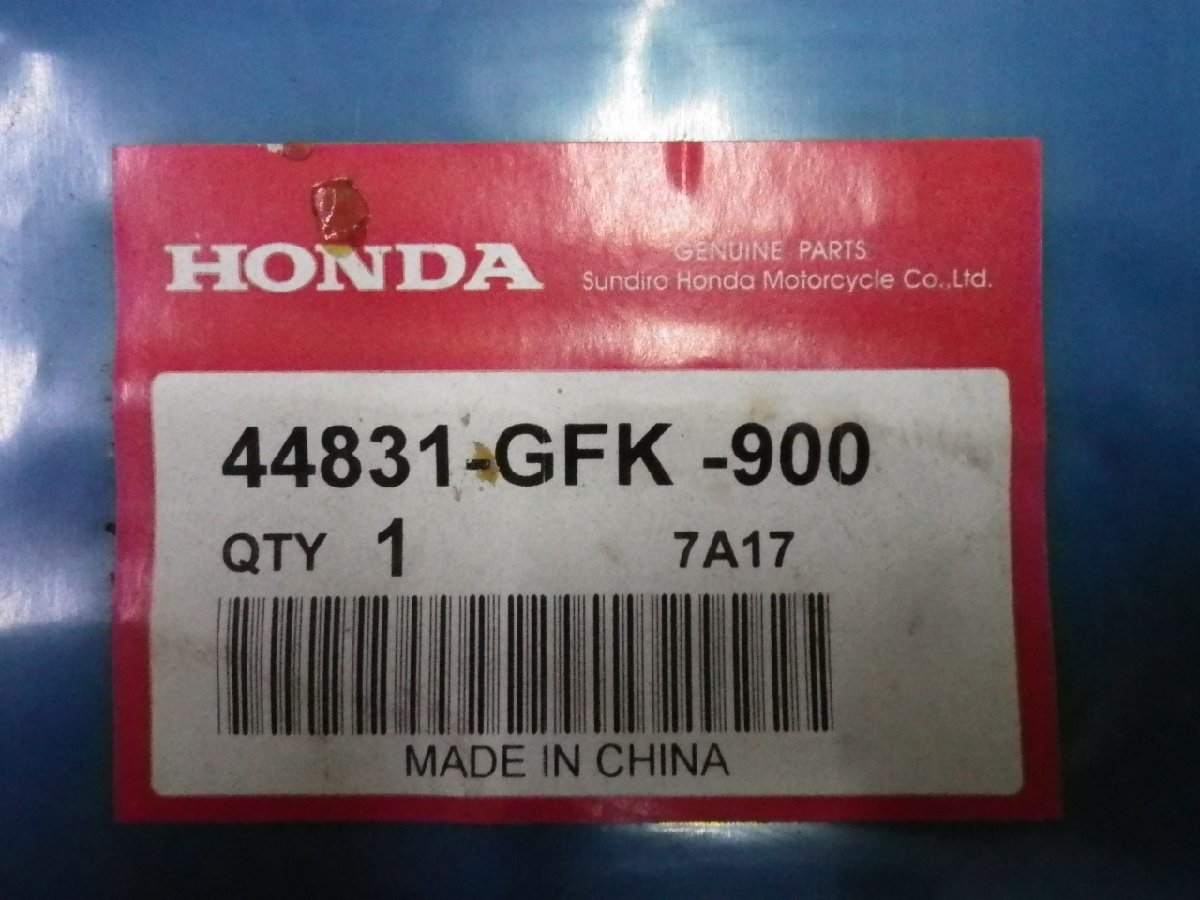 HONDA
GENUINE PARTS
Sundiro Honda Motorcycle Co.,Ltd.
44831-GFK -900
QTY 1 7A17
MADE IN CHINA